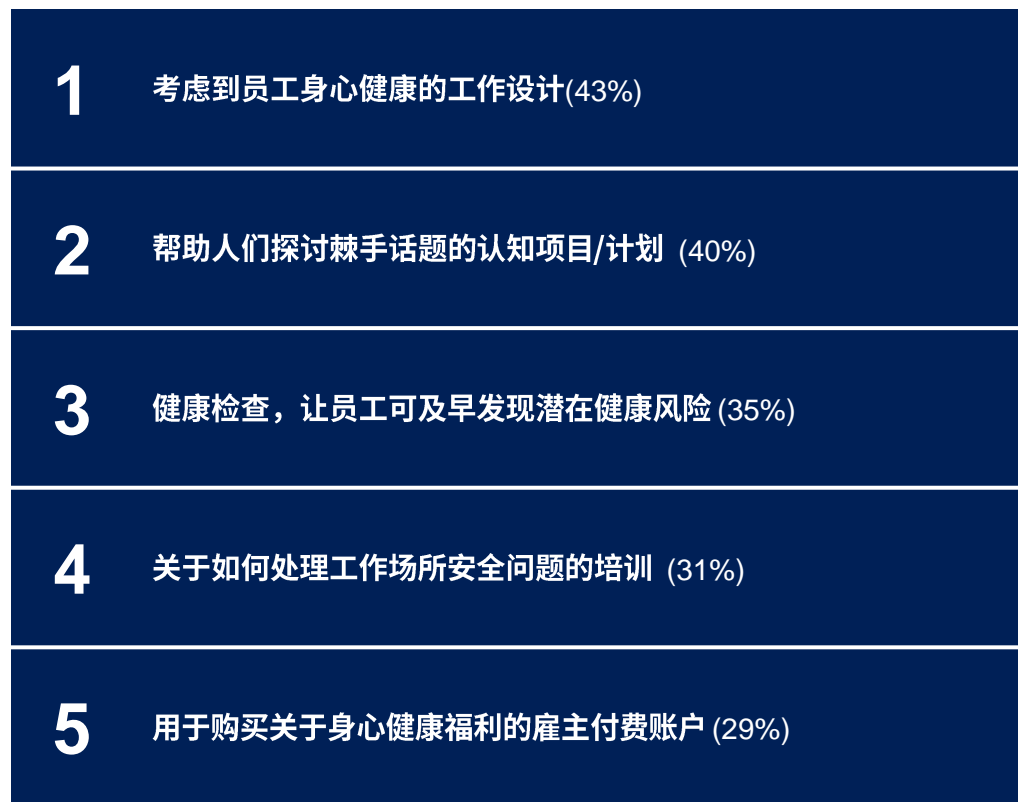 1
考虑到员工身心健康的工作设计(43%)
2
帮助人们探讨棘手话题的认知项目/计划 (40%)
3
健康检查，让员工可及早发现潜在健康风险 (35%)
4
关于如何处理工作场所安全问题的培训 (31%)
5
用于购买关于身心健康福利的雇主付费账户 (29%)